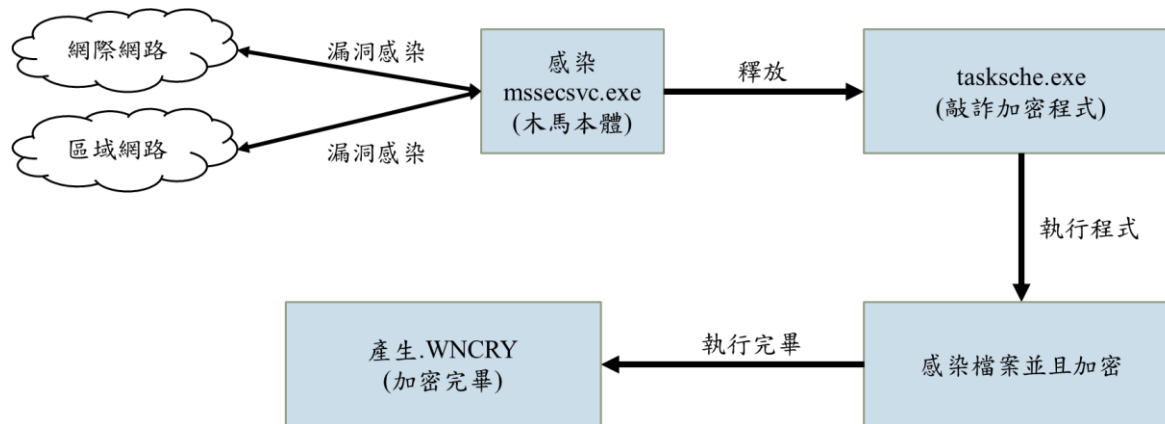 網際網路
漏洞感染
區域網路
漏洞感染
感染
mssecsvc.exe
(木馬本體)
釋放
tasksche.exe
(敲詐加密程式)
執行程式
感染檔案並且加密
執行完畢
產生.WNCRY
(加密完畢)